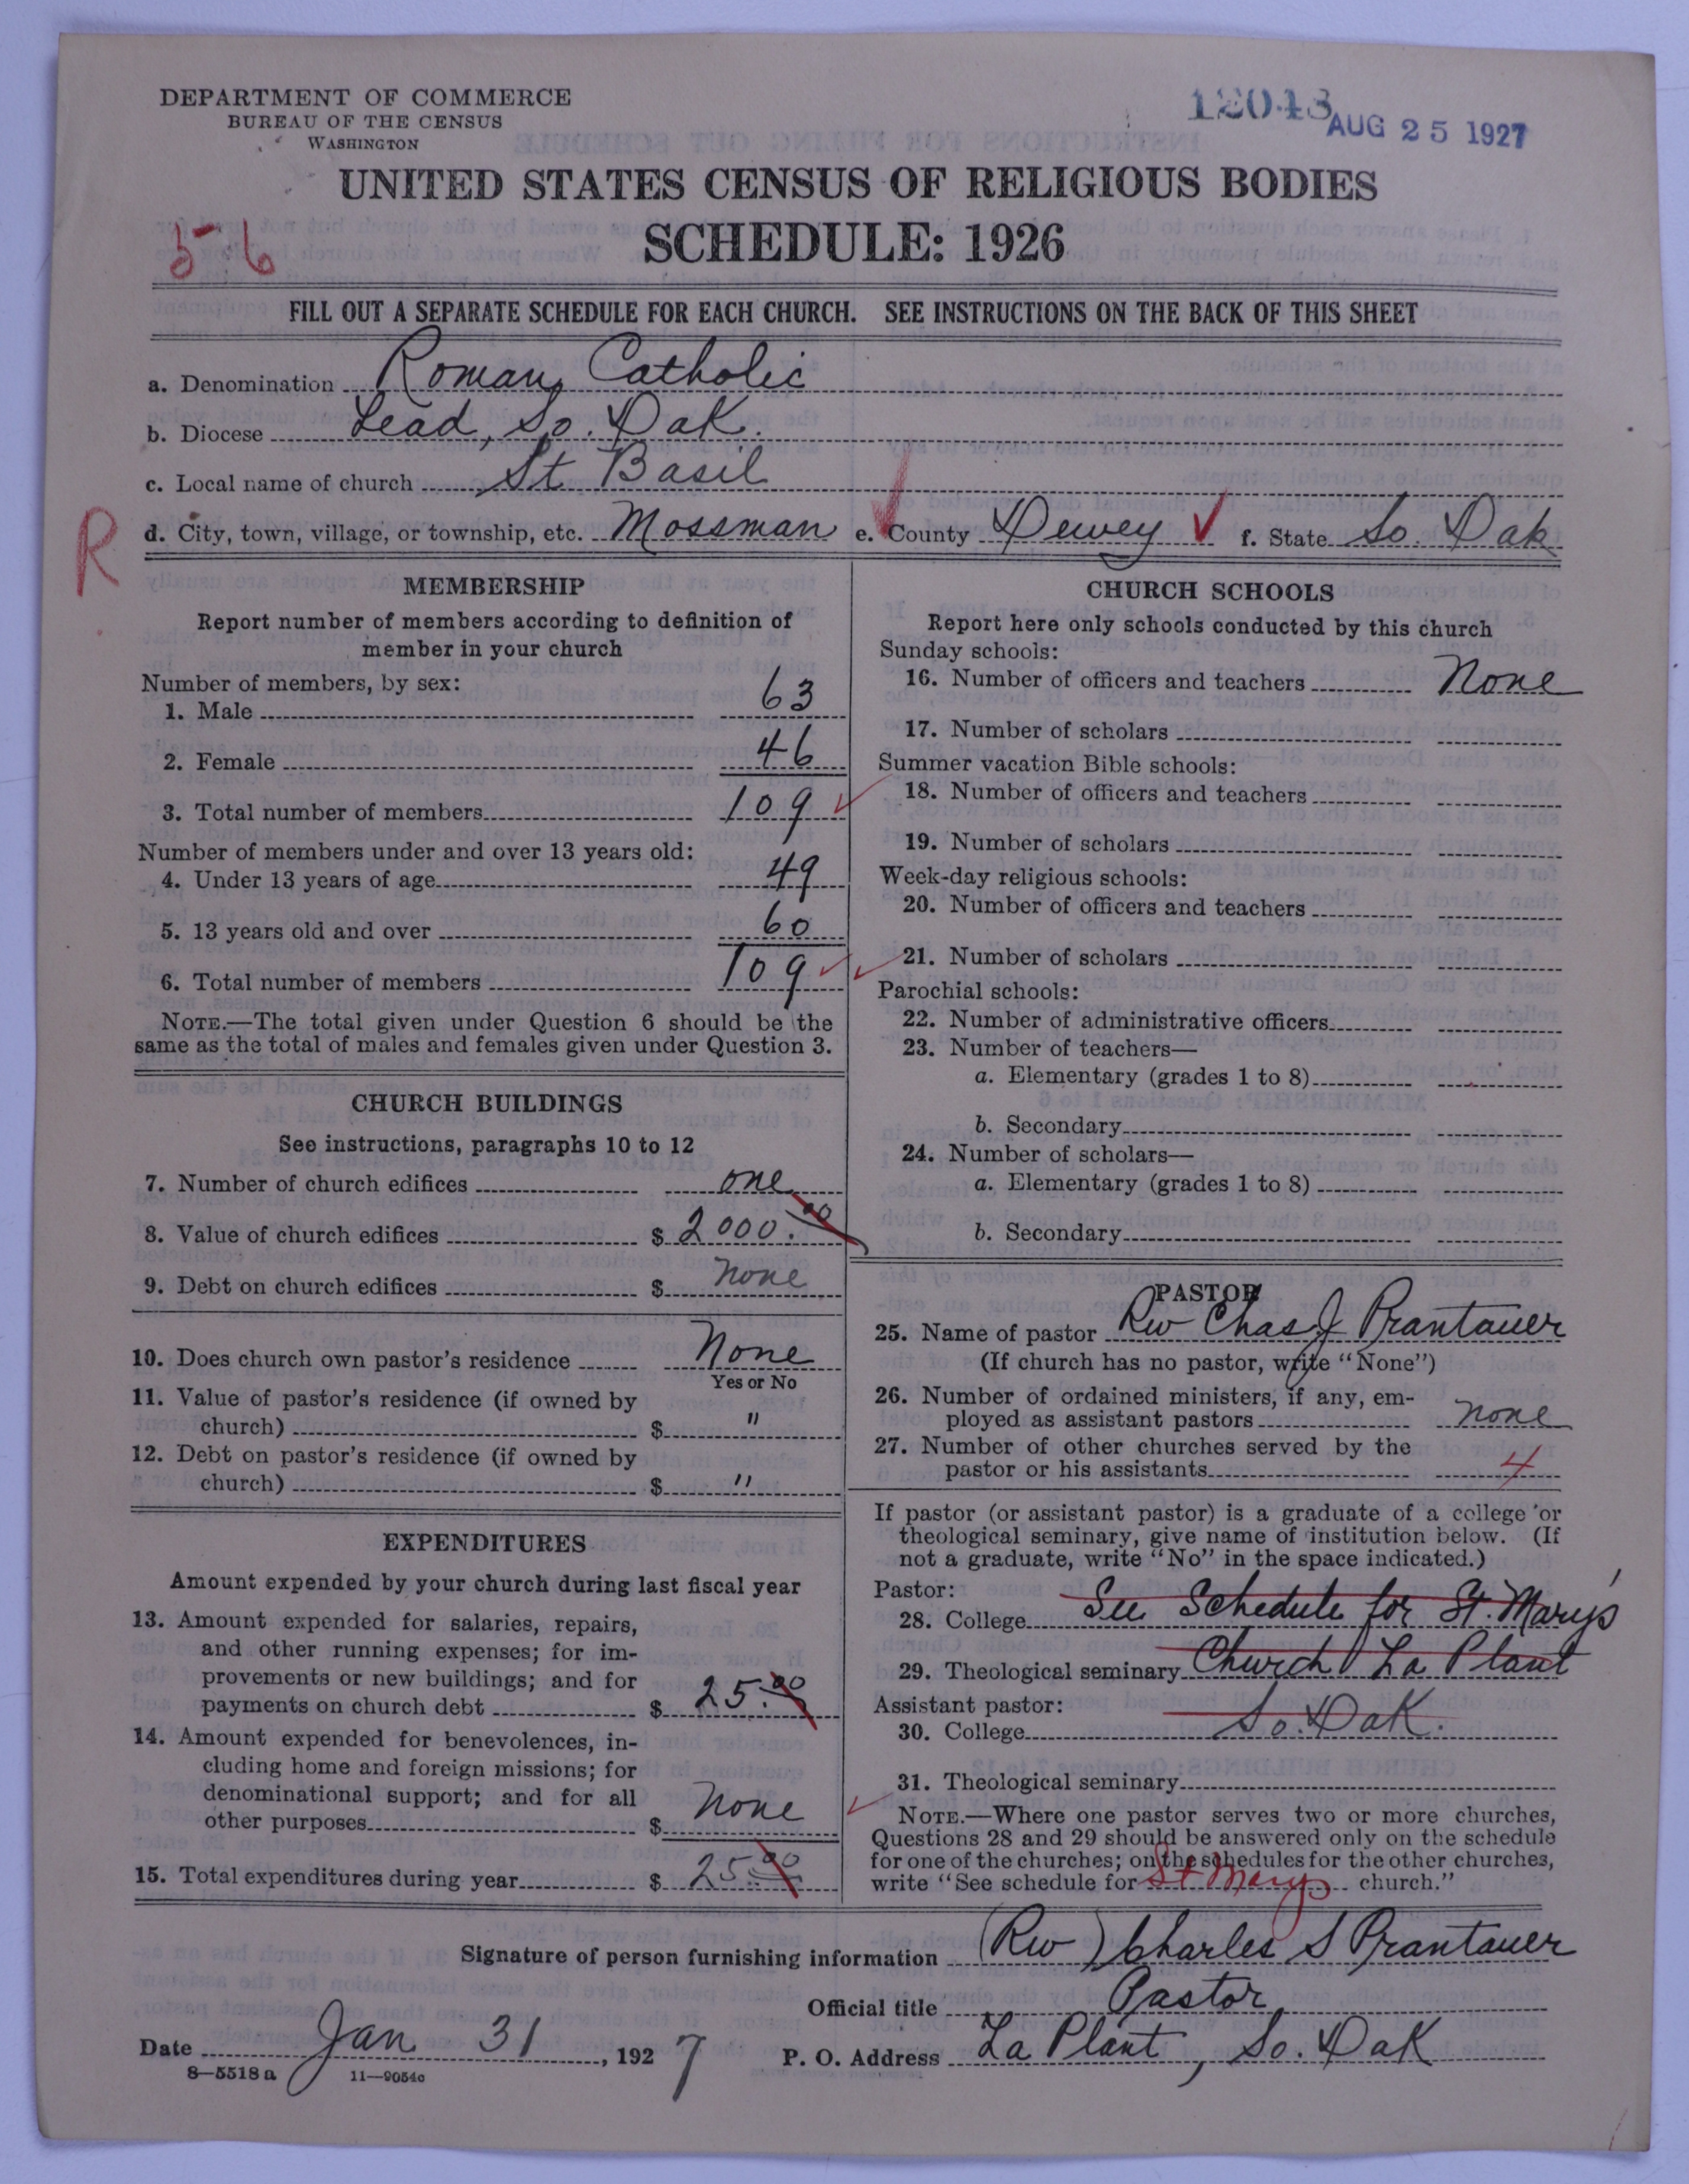 DEPARTMENT OF COMMERCE
BUREAU OF THE CENSUS
WASHINGTON
12043
AUG 25 1927
UNITED STATES CENSUS OF RELIGIOUS BODIES
SCHEDULE: 1926
56
FILL OUT A SEPARATE SCHEDULE FOR EACH CHURCH. SEE INSTRUCTIONS ON THE BACK OF THIS SHEET
a. Denomination Roman Catholic
b. Diocese Lead, So. Dak.
c. Local name of church St. Basil
R
d. City, town, village, or township, etc. Mossman e. County Dewey f. State So. Dak
MEMBERSHIP
Report number of members according to definition of
member in your church
Number of members, by sex:
1. Male 63
2. Female 46
3. Total number of members 109
Number of members under and over 13 years old:
4. Under 13 years of age 49
5. 13 years old and over 60
6. Total number of members 109
NOTE.—The total given under Question 6 should be the
same as the total of males and females given under Question 3.
CHURCH BUILDINGS
See instructions, paragraphs 10 to 12
7. Number of church edifices one
8. Value of church edifices $ 2000.00
9. Debt on church edifices $ none
10. Does church own pastor's residence None
Yes or No
11. Value of pastor's residence (if owned by
church) $ "
12. Debt on pastor's residence (if owned by
church) $ "
EXPENDITURES
Amount expended by your church during last fiscal year
13. Amount expended for salaries, repairs,
and other running expenses; for im-
provements or new buildings; and for
payments on church debt $ 25.00
14. Amount expended for benevolences, in-
cluding home and foreign missions; for
denominational support; and for all
other purposes $ None
15. Total expenditures during year $ 25.00
CHURCH SCHOOLS
Report here only schools conducted by this church
Sunday schools:
16. Number of officers and teachers None
17. Number of scholars
Summer vacation Bible schools:
18. Number of officers and teachers
19. Number of scholars
Week-day religious schools:
20. Number of officers and teachers
21. Number of scholars
Parochial schools:
22. Number of administrative officers
23. Number of teachers—
a. Elementary (grades 1 to 8)
b. Secondary
24. Number of scholars—
a. Elementary (grades 1 to 8)
b. Secondary
PASTOR
25. Name of pastor Rev Chas J Prantauer
(If church has no pastor, write "None")
26. Number of ordained ministers, if any, em-
ployed as assistant pastors none
27. Number of other churches served by the
pastor or his assistants 4
If pastor (or assistant pastor) is a graduate of a college or
theological seminary, give name of institution below. (If
not a graduate, write "No" in the space indicated.)
Pastor:
28. College See Schedule for St. Mary's
29. Theological seminary Church La Plant
Assistant pastor:
30. College So. Dak.
31. Theological seminary
NOTE.—Where one pastor serves two or more churches,
Questions 28 and 29 should be answered only on the schedule
for one of the churches; on the schedules for the other churches,
write "See schedule for St Marys church."
Signature of person furnishing information (Rev) Charles S Prantauer
Official title Pastor
Date Jan 31, 1927 P. O. Address La Plant, So. Dak
8—5518 a 11—9054c